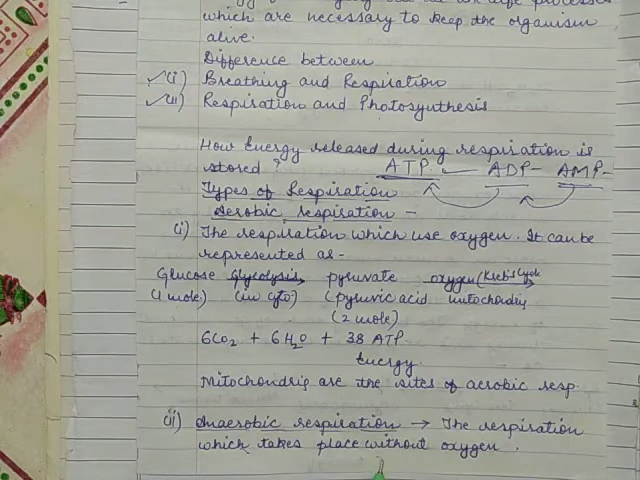 which are necessary to keep the organism
alive.
Difference between
(i) Breathing and Respiration
(ii) Respiration and Photosynthesis
How Energy released during respiration is
stored? ATP — ADP— AMP—
Types of Respiration
Aerobic respiration —
(i) The respiration which use oxygen. It can be
represented as-
Glucose Glycolysis pyruvate oxygen (Kreb's Cycle
(1 mole) (in cyto) (pyruvic acid mitochondria
(2 mole)
6CO2 + 6H2O + 38 ATP.
Energy.
Mitochondria are the sites of aerobic resp.
(ii) Anaerobic respiration → The respiration
which takes place without oxygen.